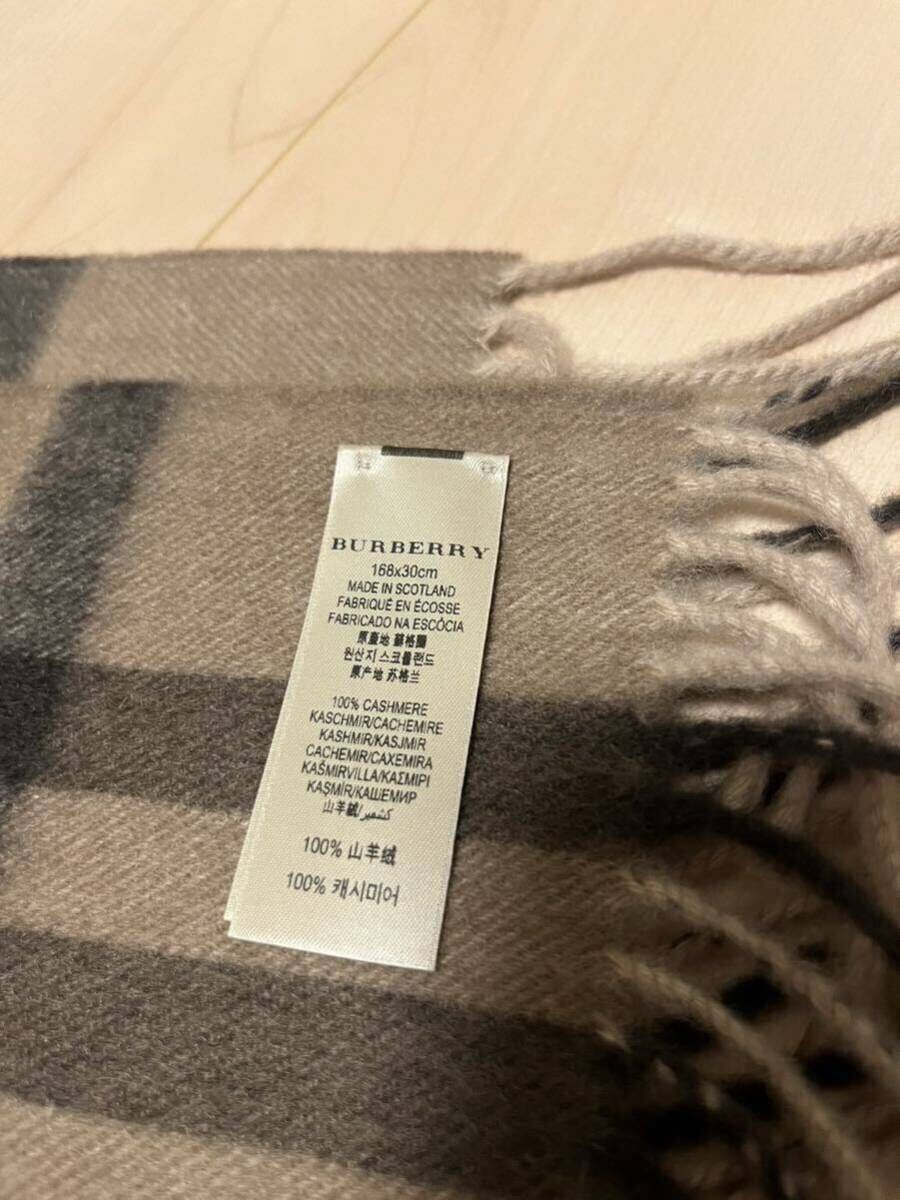 BURBERRY
168x30cm
MADE IN SCOTLAND
FABRIQUÉ EN ÉCOSSE
FABRICADO NA ESCÓCIA
原產地 蘇格蘭
원산지 스코틀랜드
原产地 苏格兰
100% CASHMERE
KASCHMIR/CACHEMIRE
KASHMIR/KASJMIR
CACHEMIR/CAXEMIRA
KAŠMIRVILLA/ΚΑΣΜΙΡΙ
KAŞMİR/КАШЕМИР
山羊絨/كشمير
100% 山羊绒
100% 캐시미어